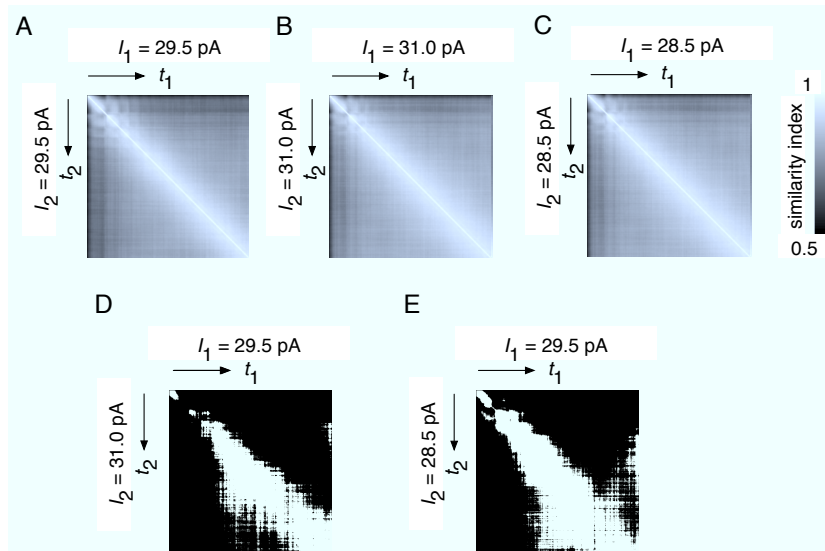 A
I1 = 29.5 pA
t1
I2 = 29.5 pA
t2
B
I1 = 31.0 pA
t1
I2 = 31.0 pA
t2
C
I1 = 28.5 pA
t1
I2 = 28.5 pA
t2
1
similarity index
0.5
D
I1 = 29.5 pA
t1
I2 = 31.0 pA
t2
E
I1 = 29.5 pA
t1
I2 = 28.5 pA
t2